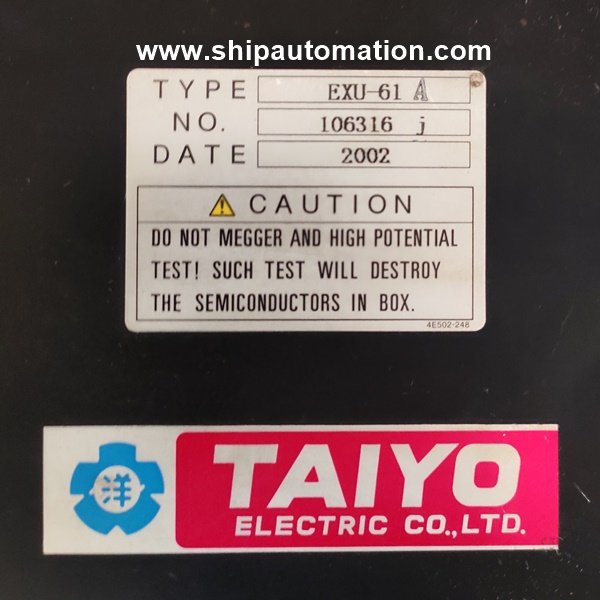 www.shipautomation.com
TYPE EXU-61 A
NO. 106316 j
DATE 2002
CAUTION
DO NOT MEGGER AND HIGH POTENTIAL
TEST! SUCH TEST WILL DESTROY
THE SEMICONDUCTORS IN BOX.
4E502-248
洋
TAIYO
ELECTRIC CO.,LTD.